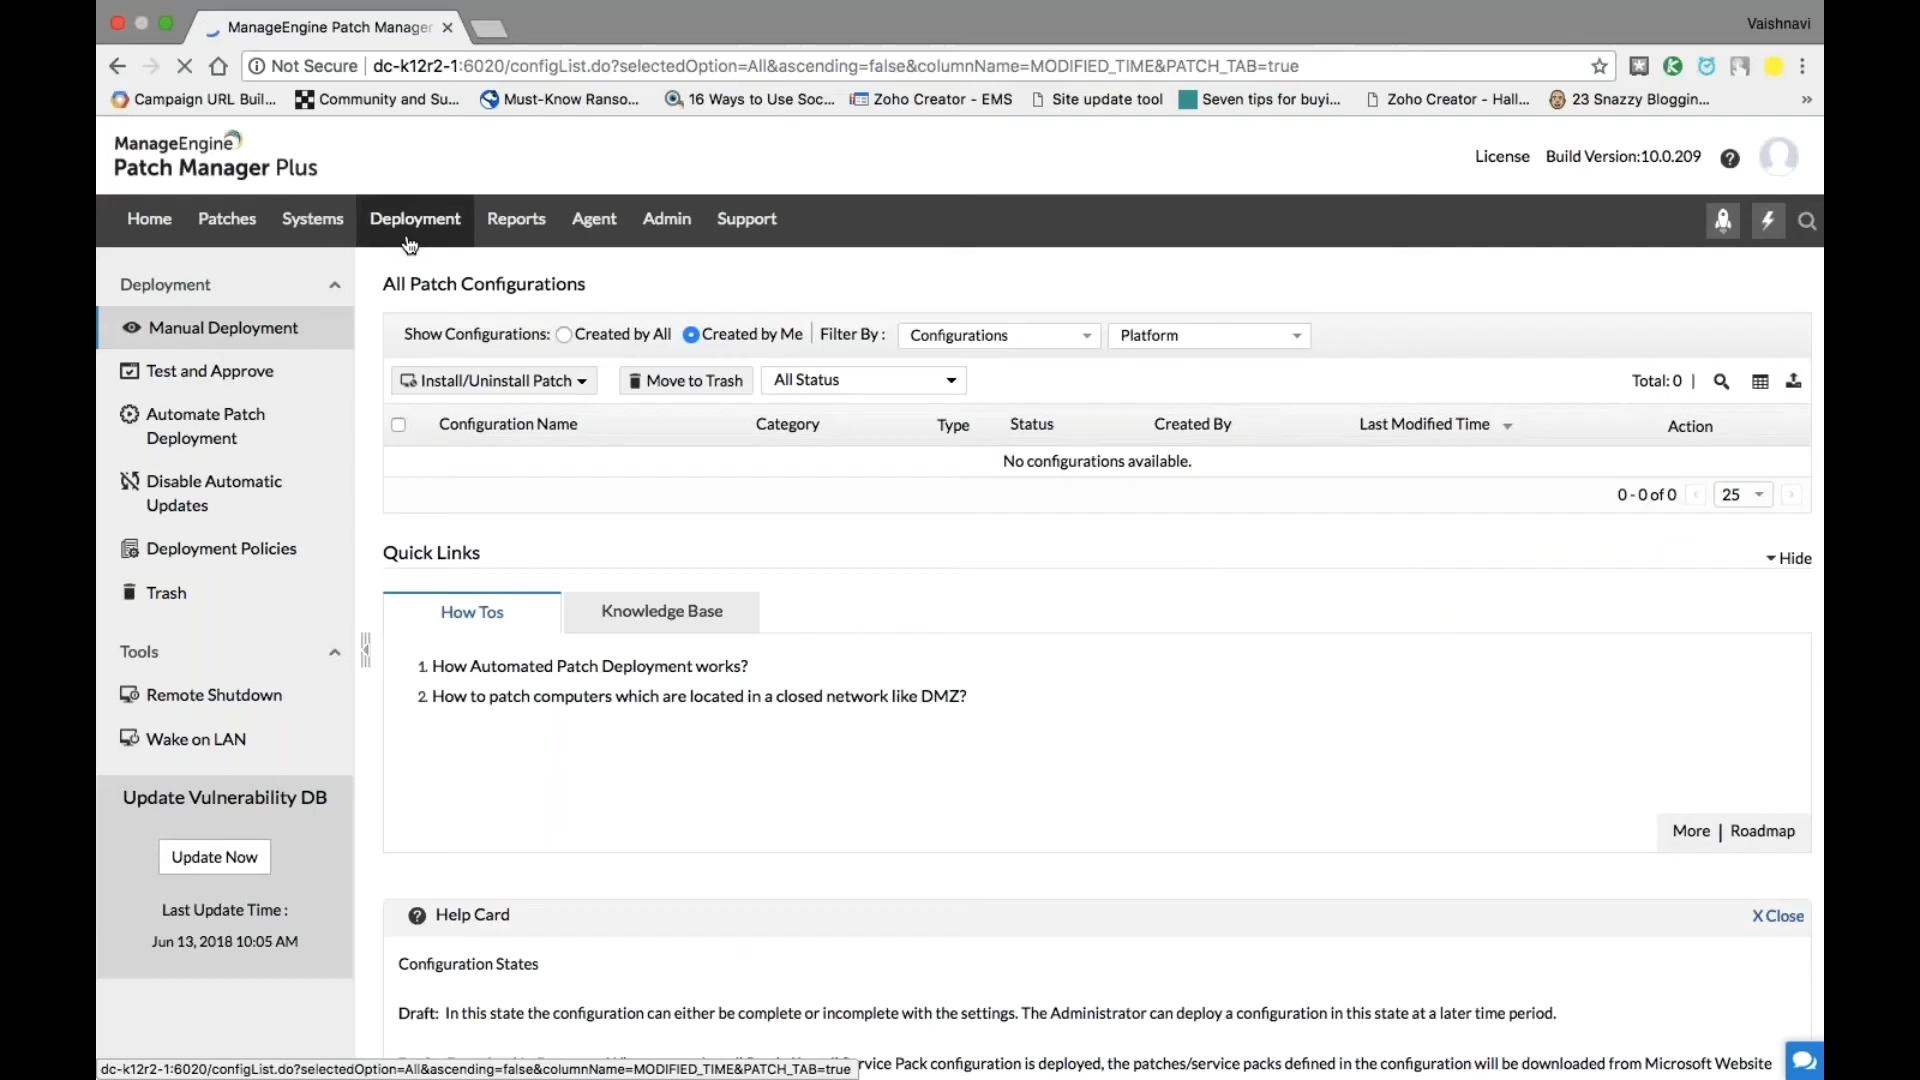 ManageEngine Patch Manager
Vaishnavi
Not Secure | dc-k12r2-1:6020/configList.do?selectedOption=All&ascending=false&columnName=MODIFIED_TIME&PATCH_TAB=true
Campaign URL Buil... Community and Su... Must-Know Ranso... 16 Ways to Use Soc... Zoho Creator - EMS Site update tool Seven tips for buyi... Zoho Creator - Hall... 23 Snazzy Bloggin... »
ManageEngine
Patch Manager Plus
License Build Version:10.0.209
Home Patches Systems Deployment Reports Agent Admin Support
Deployment
Manual Deployment
Test and Approve
Automate Patch
Deployment
Disable Automatic
Updates
Deployment Policies
Trash
Tools
Remote Shutdown
Wake on LAN
Update Vulnerability DB
Update Now
Last Update Time :
Jun 13, 2018 10:05 AM
All Patch Configurations
Show Configurations: Created by All Created by Me | Filter By : Configurations Platform
Install/Uninstall Patch Move to Trash All Status Total: 0 |
Configuration Name Category Type Status Created By Last Modified Time Action
No configurations available.
0 - 0 of 0 25
Quick Links
Hide
How Tos Knowledge Base
1. How Automated Patch Deployment works?
2. How to patch computers which are located in a closed network like DMZ?
More | Roadmap
? Help Card
X Close
Configuration States
Draft: In this state the configuration can either be complete or incomplete with the settings. The Administrator can deploy a configuration in this state at a later time period.
rvice Pack configuration is deployed, the patches/service packs defined in the configuration will be downloaded from Microsoft Website
dc-k12r2-1:6020/configList.do?selectedOption=All&ascending=false&columnName=MODIFIED_TIME&PATCH_TAB=true